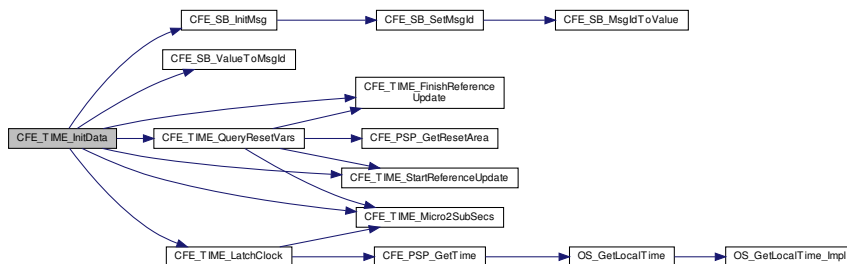 CFE_SB_InitMsg
CFE_SB_SetMsgId
CFE_SB_MsgIdToValue
CFE_SB_ValueToMsgId
CFE_TIME_FinishReference
Update
CFE_TIME_InitData
CFE_TIME_QueryResetVars
CFE_PSP_GetResetArea
CFE_TIME_StartReferenceUpdate
CFE_TIME_Micro2SubSecs
CFE_TIME_LatchClock
CFE_PSP_GetTime
OS_GetLocalTime
OS_GetLocalTime_Impl